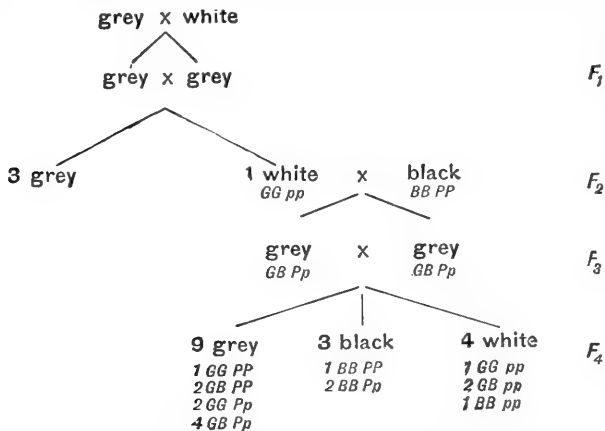 grey x white
grey x grey F1
3 grey 1 white x black F2
GG pp BB PP
grey x grey F3
GB Pp GB Pp
9 grey 3 black 4 white F4
1 GG PP 1 BB PP 1 GG pp
2 GB PP 2 BB Pp 2 GB pp
2 GG Pp 1 BB pp
4 GB Pp